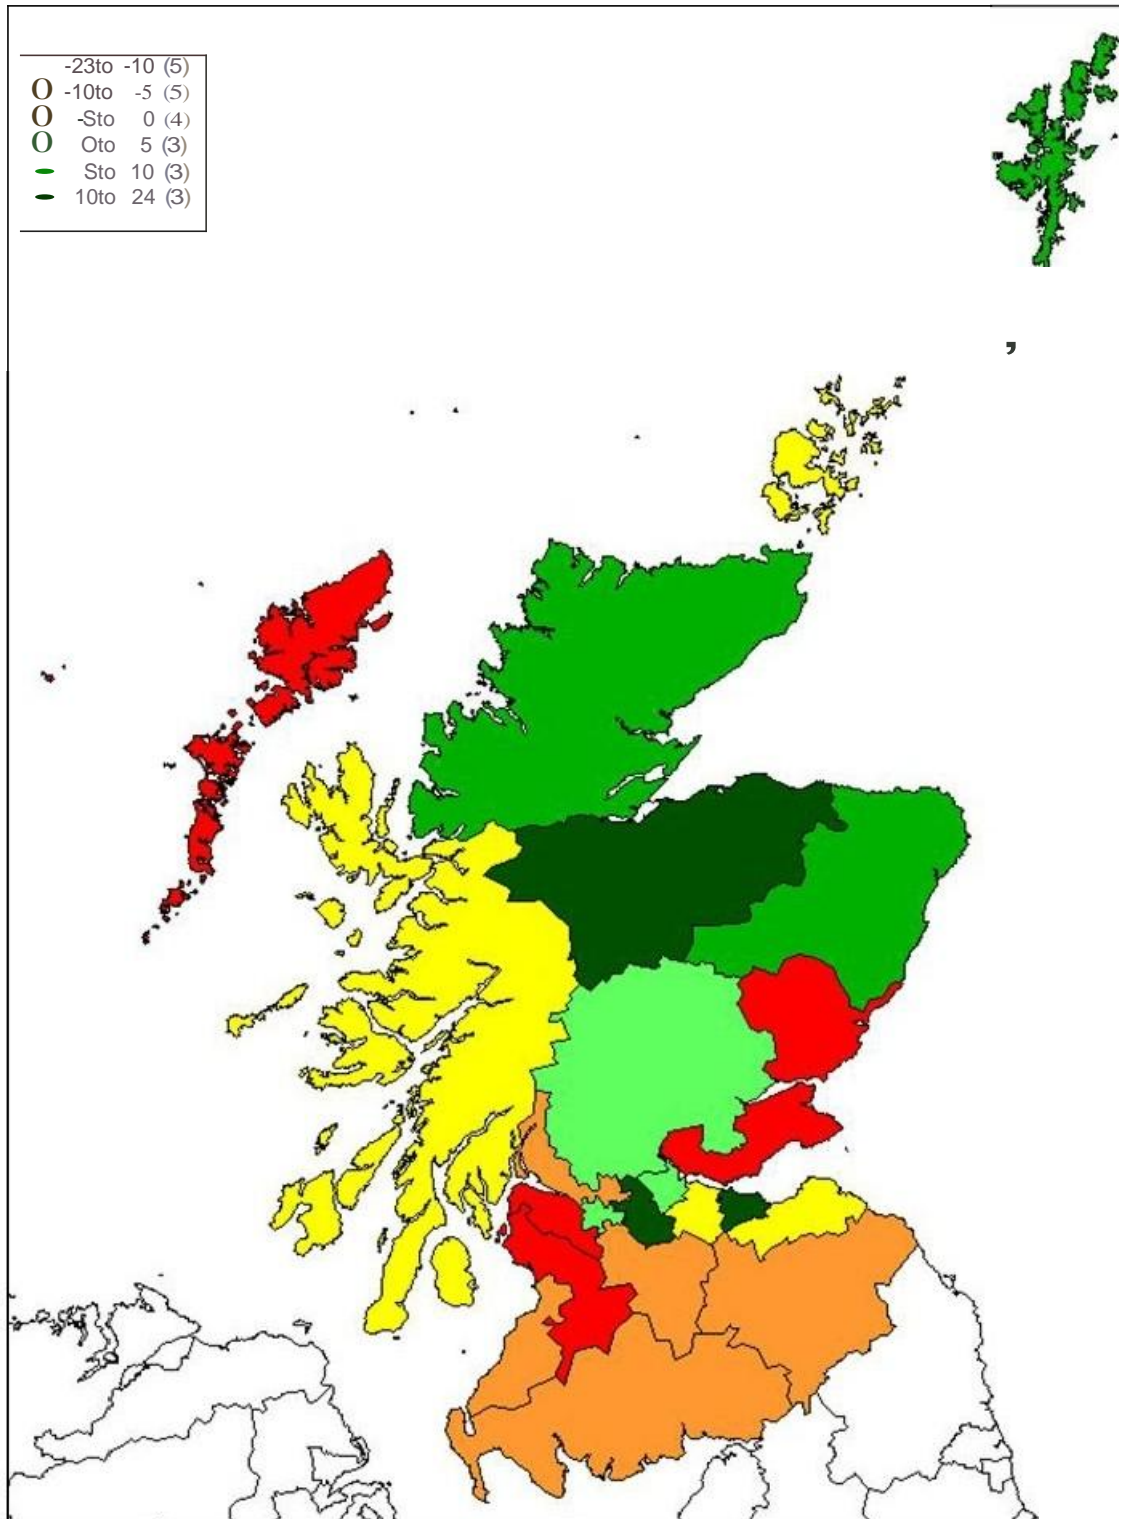 -23to -10 (5)
O -10to -5 (5)
O -Sto 0 (4)
O Oto 5 (3)
Sto 10 (3)
10to 24 (3)
,